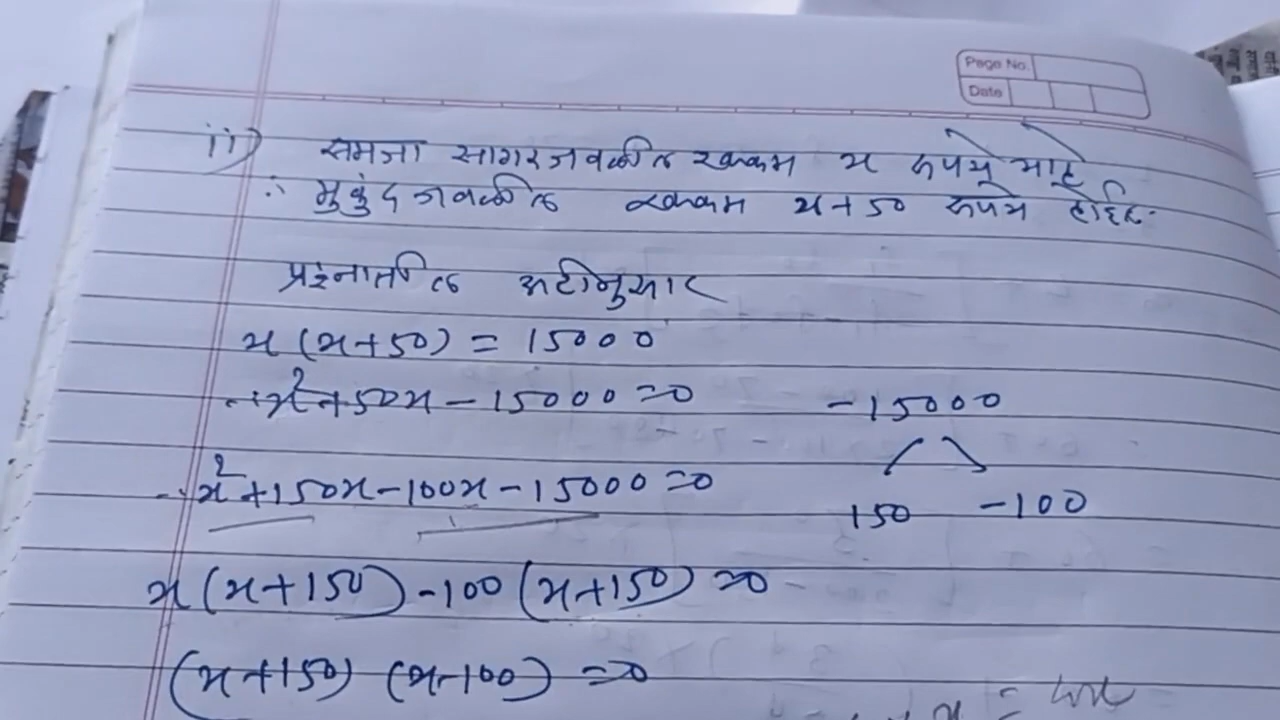 Page No.
Date
ii) समजा सागरजवळील रक्कम x रुपये आहे
∴ मुकुंदजवळील रक्कम x+50 रुपये होईल.
प्रश्नातील अटीनुसार
x (x+50) = 15000
∴ x²+50x - 15000 = 0
-15000
∴ x²+150x-100x-15000 = 0
150 -100
x (x+150) -100 (x+150) = 0
(x+150) (x-100) = 0